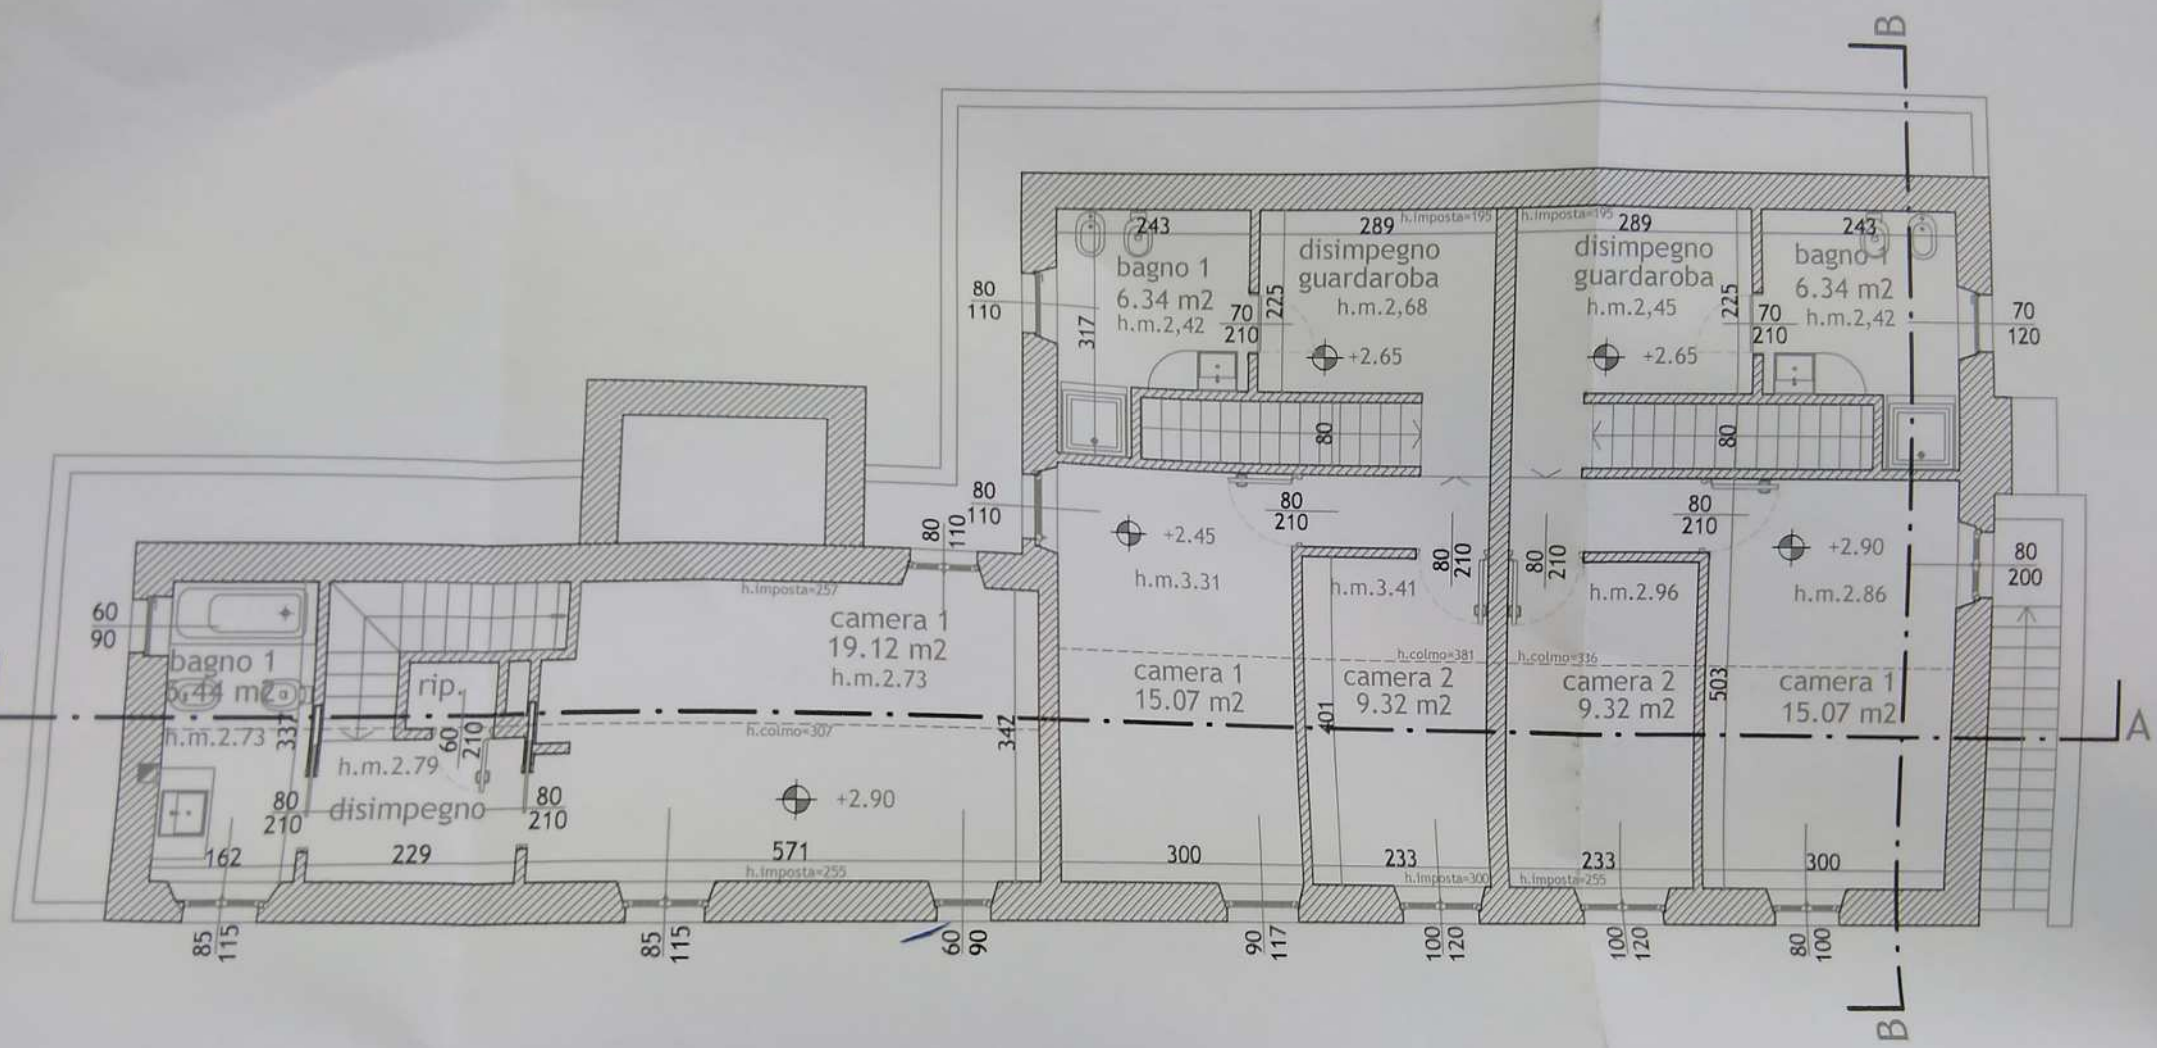 B
243
289
h.imposta=195
h.imposta=195
289
243
bagno 1
6.34 m2
h.m.2,42
disimpegno
guardaroba
h.m.2,68
disimpegno
guardaroba
h.m.2,45
bagno 1
6.34 m2
h.m.2,42
80
110
317
70
210
225
+2.65
+2.65
225
70
210
70
120
80
80
80
110
80
110
80
210
80
210
+2.45
h.m.3.31
80
210
h.m.3.41
80
210
h.m.2.96
+2.90
h.m.2.86
80
200
60
90
h.imposta=257
camera 1
19.12 m2
h.m.2.73
bagno 1
h.m.2.73
337
rip.
60
210
h.colmo=307
342
h.colmo=381
h.colmo=336
camera 1
15.07 m2
camera 2
9.32 m2
401
camera 2
9.32 m2
503
camera 1
15.07 m2
A
h.m.2.79
disimpegno
80
210
80
210
+2.90
162
229
571
h.imposta=255
300
233
h.imposta=300
233
h.imposta=255
300
85
115
85
115
60
90
90
117
100
120
100
120
80
100
B